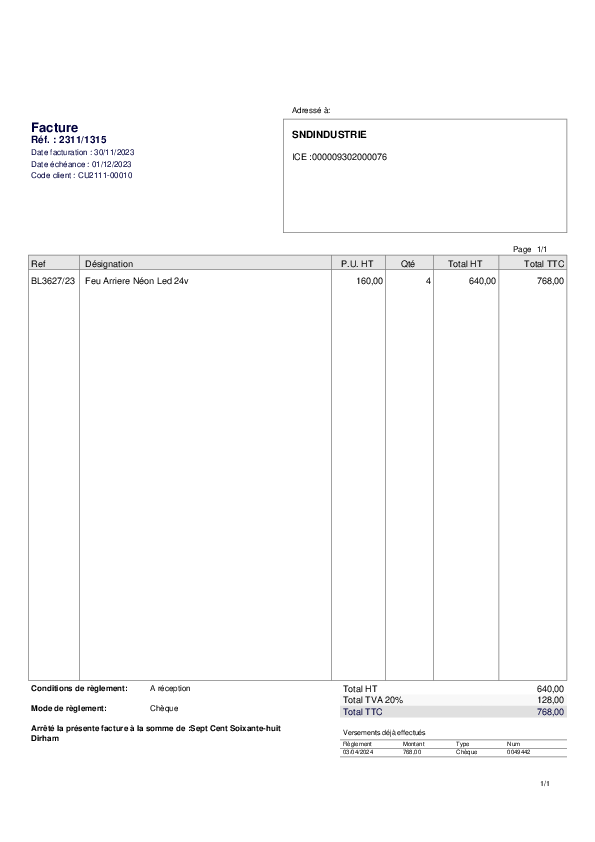 Adressé à:
Facture
Réf. : 2311/1315
Date facturation : 30/11/2023
Date échéance : 01/12/2023
Code client : CU2111-00010
SNDINDUSTRIE
ICE :000009302000076
Page 1/1
Ref Désignation P.U. HT Qté Total HT Total TTC
BL3627/23 Feu Arriere Néon Led 24v 160,00 4 640,00 768,00
Conditions de règlement: A réception
Mode de règlement: Chèque
Arrêté la présente facture à la somme de :Sept Cent Soixante-huit
Dirham
Total HT 640,00
Total TVA 20% 128,00
Total TTC 768,00
Versements déjà effectués
Règlement Montant Type Num
03/04/2024 768,00 Chèque 0049442
1/1